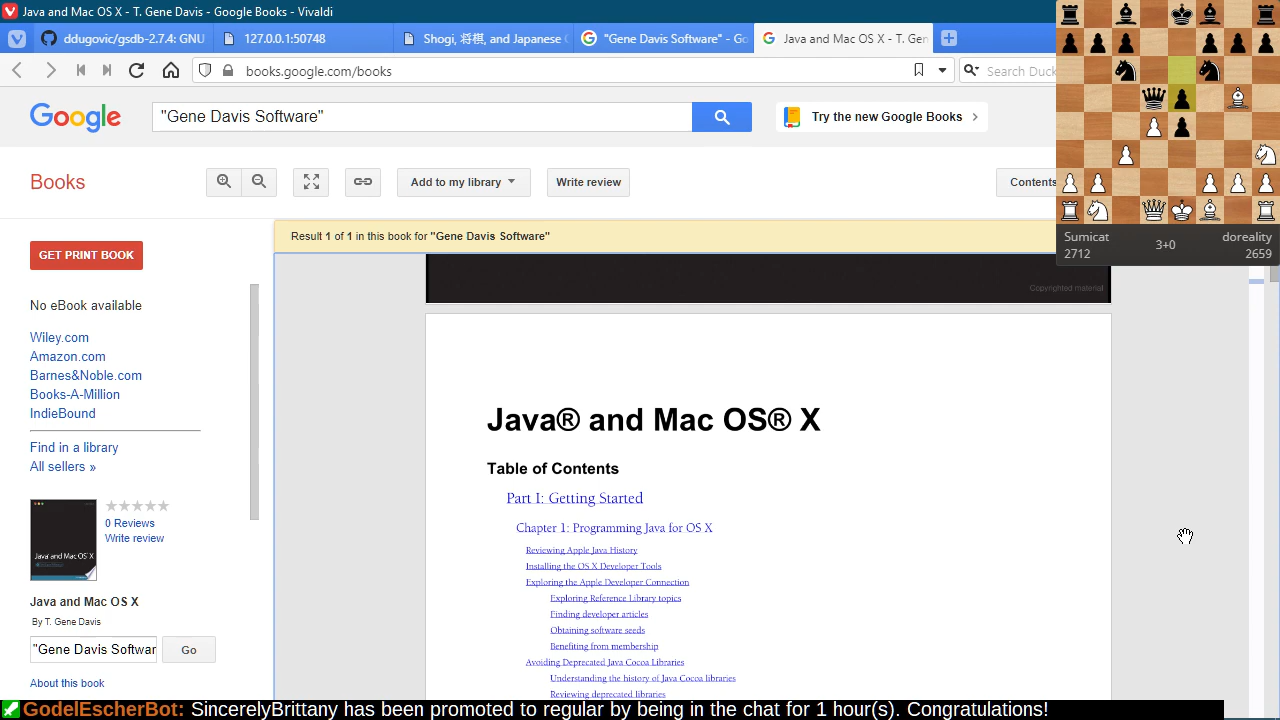 Java and Mac OS X - T. Gene Davis - Google Books - Vivaldi
ddugovic/gsdb-2.7.4: GNU
127.0.0.1:50748
Shogi, 将棋, and Japanese
"Gene Davis Software" - Go
Java and Mac OS X - T. Gen
books.google.com/books
Search Duck
Google
"Gene Davis Software"
Try the new Google Books
Books
Add to my library
Write review
Contents
Result 1 of 1 in this book for "Gene Davis Software"
GET PRINT BOOK
No eBook available
Wiley.com
Amazon.com
Barnes&Noble.com
Books-A-Million
IndieBound
Find in a library
All sellers »
0 Reviews
Write review
Java and Mac OS X
Java and Mac OS X
By T. Gene Davis
"Gene Davis Softwar
Go
About this book
Copyrighted material
Java® and Mac OS® X
Table of Contents
Part I: Getting Started
Chapter 1: Programming Java for OS X
Reviewing Apple Java History
Installing the OS X Developer Tools
Exploring the Apple Developer Connection
Exploring Reference Library topics
Finding developer articles
Obtaining software seeds
Benefiting from membership
Avoiding Deprecated Java Cocoa Libraries
Understanding the history of Java Cocoa libraries
Reviewing deprecated libraries
Sumicat
2712
3+0
doreality
2659
GodelEscherBot: SincerelyBrittany has been promoted to regular by being in the chat for 1 hour(s). Congratulations!